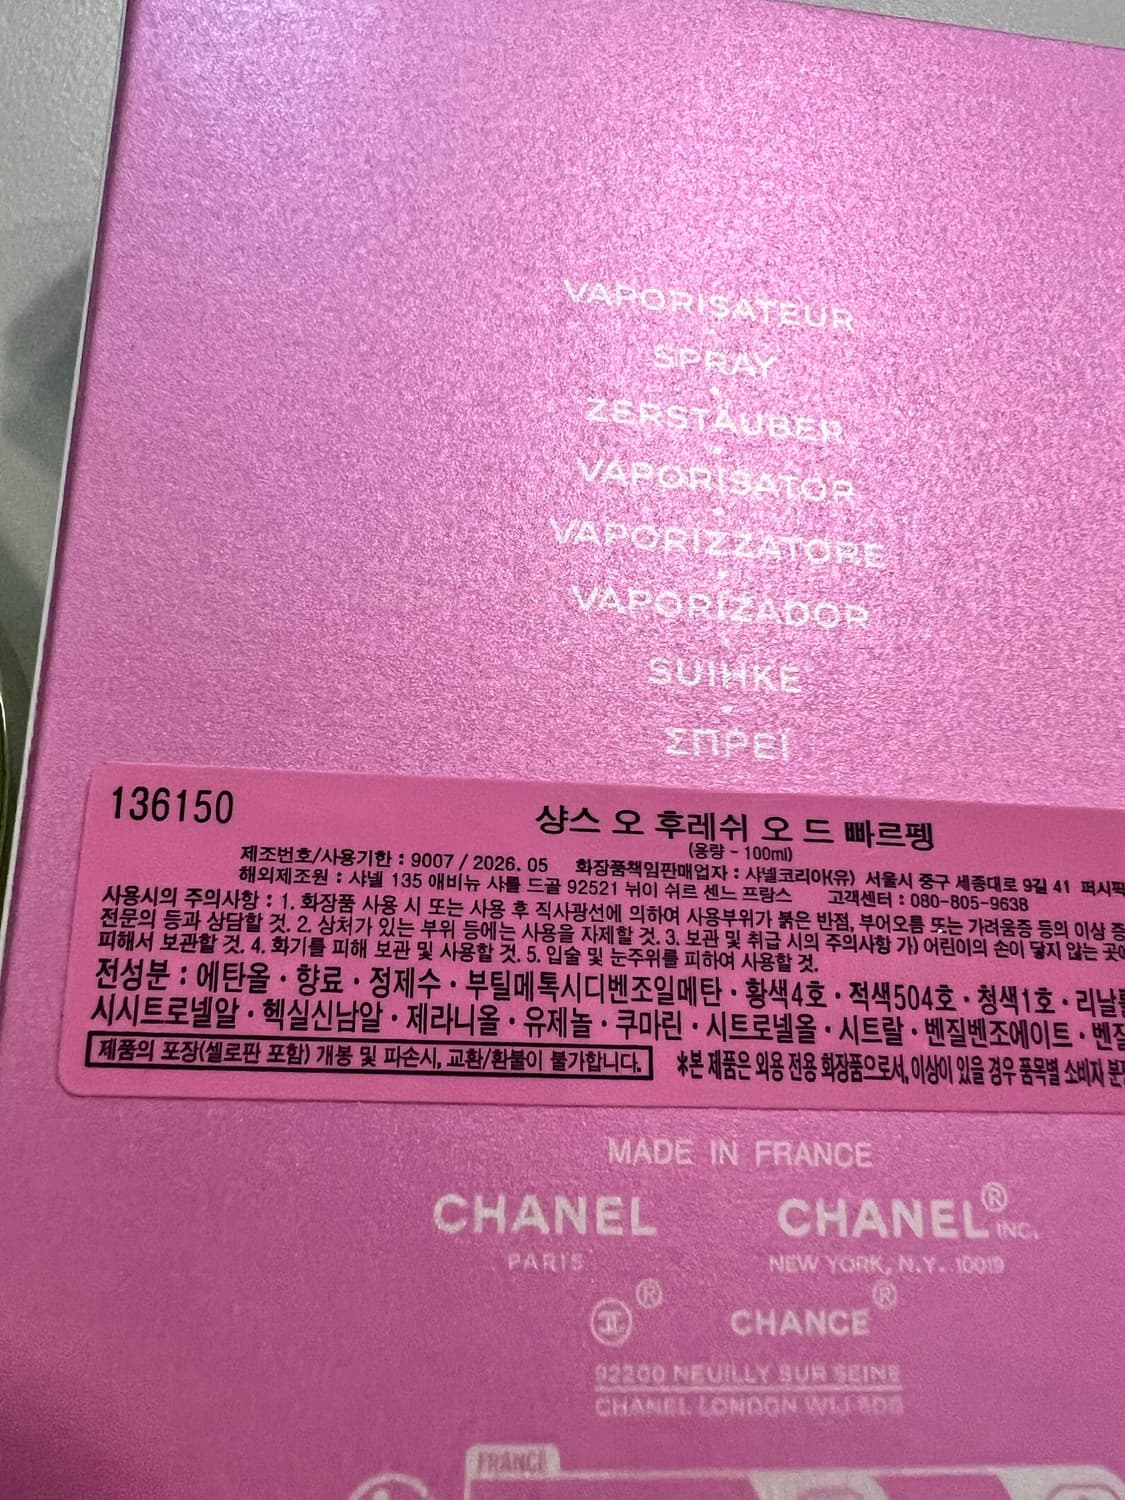 VAPORISATEUR
SPRAY
ZERSTÄUBER
VAPORISATOR
VAPORIZZATORE
VAPORIZADOR
SUIHKE
ΣΠΡΕΪ
136150
샹스 오 후레쉬 오 드 빠르펭
(용량 - 100ml)
제조번호/사용기한 : 9007 / 2026. 05 화장품책임판매업자 : 샤넬코리아(유) 서울시 중구 세종대로 9길 41 퍼시픽
해외제조원 : 샤넬 135 애비뉴 샤를 드골 92521 뉘이 쉬르 센느 프랑스 고객센터 : 080-805-9638
사용시의 주의사항 : 1. 화장품 사용 시 또는 사용 후 직사광선에 의하여 사용부위가 붉은 반점, 부어오름 또는 가려움증 등의 이상 증
전문의 등과 상담할 것. 2. 상처가 있는 부위 등에는 사용을 자제할 것. 3. 보관 및 취급 시의 주의사항 가) 어린이의 손이 닿지 않는 곳에
피해서 보관할 것. 4. 화기를 피해 보관 및 사용할 것. 5. 입술 및 눈주위를 피하여 사용할 것.
전성분 : 에탄올 · 향료 · 정제수 · 부틸메톡시디벤조일메탄 · 황색4호 · 적색504호 · 청색1호 · 리날
시시트로넬알 · 헥실신남알 · 제라니올 · 유제놀 · 쿠마린 · 시트로넬올 · 시트랄 · 벤질벤조에이트 · 벤질
제품의 포장(셀로판 포함) 개봉 및 파손시, 교환/환불이 불가합니다.
*본 제품은 외용 전용 화장품으로서, 이상이 있을 경우 품목별 소비자 분
MADE IN FRANCE
CHANEL CHANEL® INC.
PARIS NEW YORK, N.Y. 10019
® CHANCE®
92200 NEUILLY SUR SEINE
CHANEL LONDON W1J 6DG
FRANCE